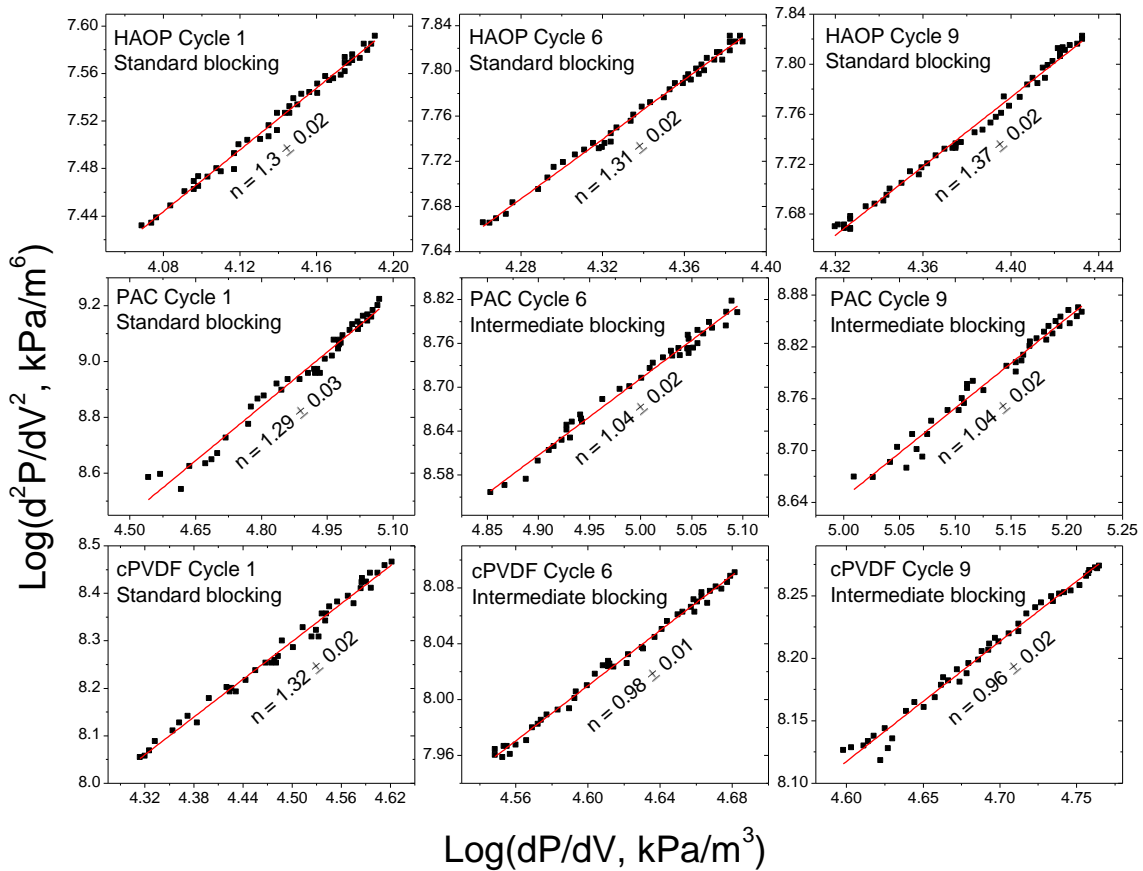 Log(d²P/dV², kPa/m⁶)
7.60
7.56
7.52
7.48
7.44
HAOP Cycle 1
Standard blocking
n = 1.3 ± 0.02
4.08 4.12 4.16 4.20
7.84
7.80
7.76
7.72
7.68
7.64
HAOP Cycle 6
Standard blocking
n = 1.31 ± 0.02
4.28 4.32 4.36 4.40
7.84
7.80
7.76
7.72
7.68
HAOP Cycle 9
Standard blocking
n = 1.37 ± 0.02
4.32 4.36 4.40 4.44
9.2
9.0
8.8
8.6
PAC Cycle 1
Standard blocking
n = 1.29 ± 0.03
4.50 4.65 4.80 4.95 5.10
8.82
8.76
8.70
8.64
8.58
PAC Cycle 6
Intermediate blocking
n = 1.04 ± 0.02
4.85 4.90 4.95 5.00 5.05 5.10
8.88
8.82
8.76
8.70
8.64
PAC Cycle 9
Intermediate blocking
n = 1.04 ± 0.02
5.00 5.05 5.10 5.15 5.20 5.25
8.5
8.4
8.3
8.2
8.1
8.0
cPVDF Cycle 1
Standard blocking
n = 1.32 ± 0.02
4.32 4.38 4.44 4.50 4.56 4.62
8.08
8.04
8.00
7.96
cPVDF Cycle 6
Intermediate blocking
n = 0.98 ± 0.01
4.56 4.60 4.64 4.68
8.30
8.25
8.20
8.15
8.10
cPVDF Cycle 9
Intermediate blocking
n = 0.96 ± 0.02
4.60 4.65 4.70 4.75
Log(dP/dV, kPa/m³)